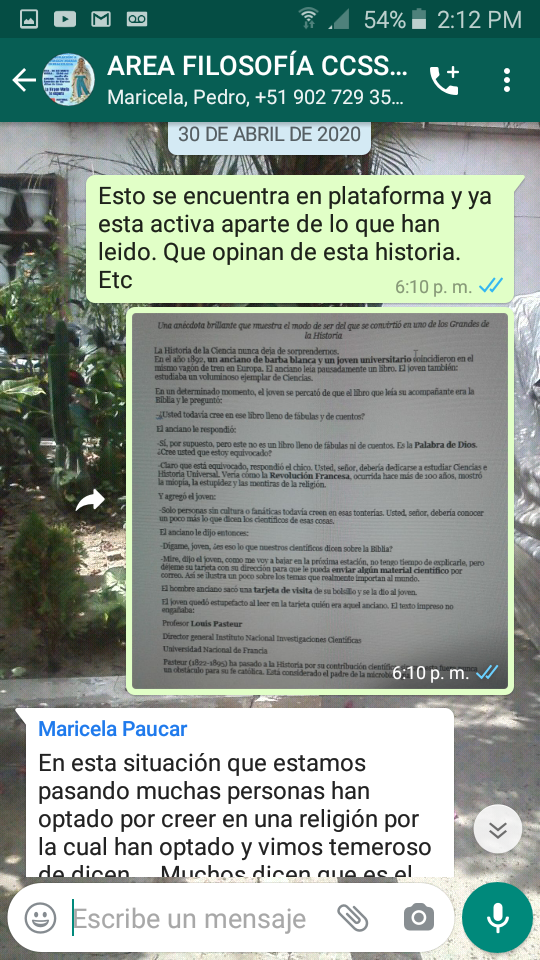 54% 2:12 PM
AREA FILOSOFÍA CCSS...
Maricela, Pedro, +51 902 729 35...
30 DE ABRIL DE 2020
Esto se encuentra en plataforma y ya
esta activa aparte de lo que han
leido. Que opinan de esta historia.
Etc
6:10 p. m.
Una anécdota brillante que muestra el modo de ser del que se convirtió en uno de los Grandes de
la Historia
La Historia de la Ciencia nunca deja de sorprendernos.
En el año 1892, un anciano de barba blanca y un joven universitario coincidieron en el
mismo vagón de tren en Europa. El anciano leía pausadamente un libro. El joven también:
estudiaba un voluminoso ejemplar de Ciencias.
En un determinado momento, el joven se percató de que el libro que leía su acompañante era la
Biblia y le preguntó:
-¿Usted todavía cree en ese libro lleno de fábulas y de cuentos?
El anciano le respondió:
-Sí, por supuesto, pero este no es un libro lleno de fábulas ni de cuentos. Es la Palabra de Dios.
¿Cree usted que estoy equivocado?
-Claro que está equivocado, respondió el chico. Usted, señor, debería dedicarse a estudiar Ciencias e
Historia Universal. Vería cómo la Revolución Francesa, ocurrida hace más de 100 años, mostró
la miopía, la estupidez y las mentiras de la religión.
Y agregó el joven:
-Solo personas sin cultura o fanáticas todavía creen en esas tonterías. Usted, señor, debería conocer
un poco más lo que dicen los científicos de esas cosas.
El anciano le dijo entonces:
-Dígame, joven, ¿es eso lo que nuestros científicos dicen sobre la Biblia?
-Mire, dijo el joven, como me voy a bajar en la próxima estación, no tengo tiempo de explicarle, pero
déjeme su tarjeta con su dirección para que le pueda enviar algún material científico por
correo. Así se ilustra un poco sobre los temas que realmente importan al mundo.
El hombre anciano sacó una tarjeta de visita de su bolsillo y se la dio al joven.
El joven quedó estupefacto al leer en la tarjeta quién era aquel anciano. El texto impreso no
engañaba:
Profesor Louis Pasteur
Director general Instituto Nacional Investigaciones Científicas
Universidad Nacional de Francia
Pasteur (1822-1895) ha pasado a la Historia por su contribución
un obstáculo para su fe católica. Está considerado el padre de la
6:10 p. m.
Maricela Paucar
En esta situación que estamos
pasando muchas personas han
optado por creer en una religión por
la cual han optado y vimos temeroso
de dicen... Muchos dicen que es el
Escribe un mensaje